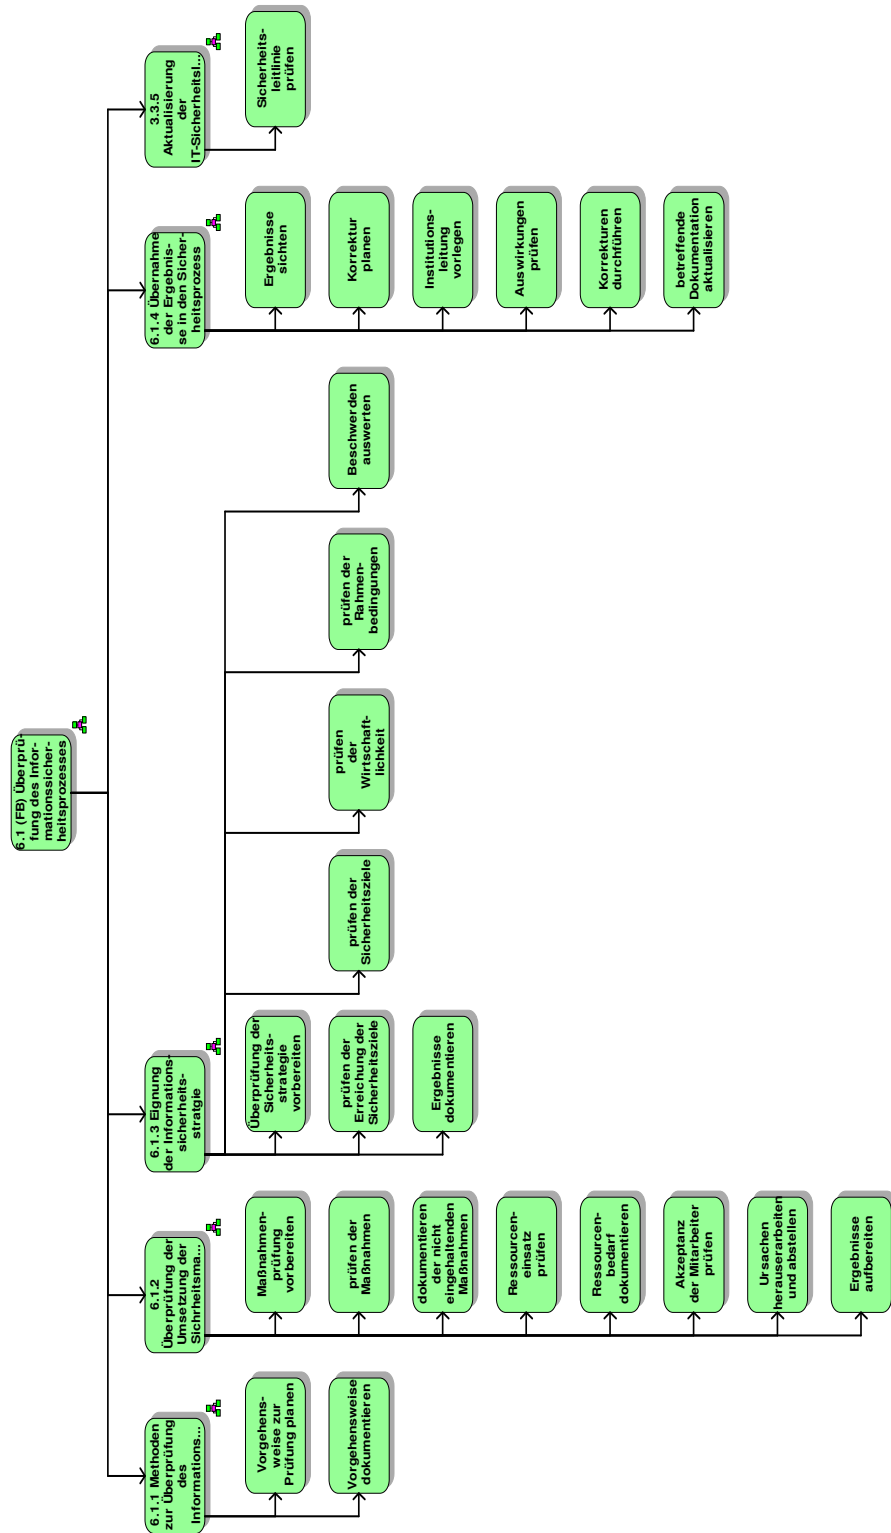 6.1 (FB) Überprü-
fung des Infor-
mationssicher-
heitsprozesses
6.1.1 Methoden
zur Überprüfung
des
Informations...
Vorgehens-
weise zur
Prüfung planen
Vorgehensweise
dokumentieren
6.1.2
Überprüfung der
Umsetzung der
Sichrheitsma...
Maßnahmen-
prüfung
vorbereiten
prüfen der
Maßnahmen
dokumentieren
der nicht
eingehaltenden
Maßnahmen
Ressourcen-
einsatz
prüfen
Ressourcen-
bedarf
dokumentieren
Akzeptanz
der Mitarbeiter
prüfen
Ursachen
herauserarbeiten
und abstellen
Ergebnisse
aufbereiten
6.1.3 Eignung
der Informations-
sicherheits-
stratgie
Überprüfung der
Sicherheits-
strategie
vorbereiten
prüfen der
Erreichung der
Sicherheitsziele
Ergebnisse
dokumentieren
prüfen der
Sicherheitsziele
prüfen
der
Wirtschaft-
lichkeit
prüfen der
Rahmen-
bedingungen
Beschwerden
auswerten
6.1.4 Übernahme
der Ergebnis-
se in den Sicher-
heitsprozess
Ergebnisse
sichten
Korrektur
planen
Institutions-
leitung
vorlegen
Auswirkungen
prüfen
Korrekturen
durchführen
betreffende
Dokumentation
aktualisieren
3.3.5
Aktualisierung
der
IT-Sicherheitsl...
Sicherheits-
leitlinie
prüfen